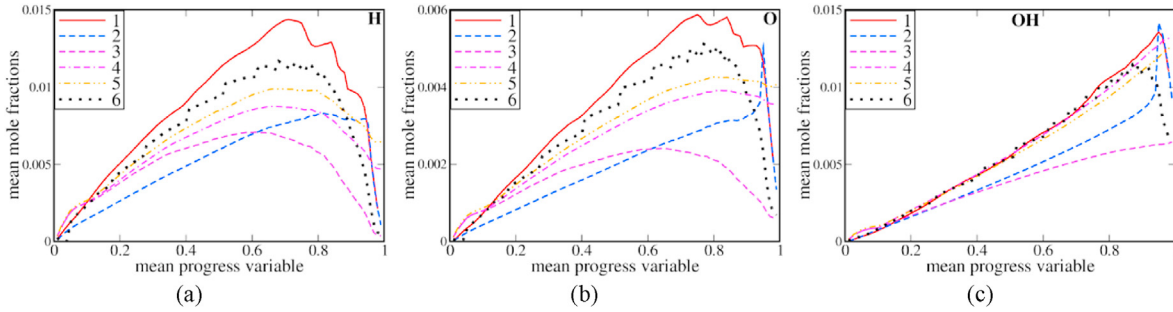 H
mean mole fractions
0.015
0.01
0.005
0
1
2
3
4
5
6
0 0.2 0.4 0.6 0.8 1
mean progress variable
(a)
O
mean mole fractions
0.006
0.004
0.002
0
1
2
3
4
5
6
0 0.2 0.4 0.6 0.8 1
mean progress variable
(b)
OH
mean mole fractions
0.015
0.01
0.005
0
1
2
3
4
5
6
0 0.2 0.4 0.6 0.8
mean progress variable
(c)